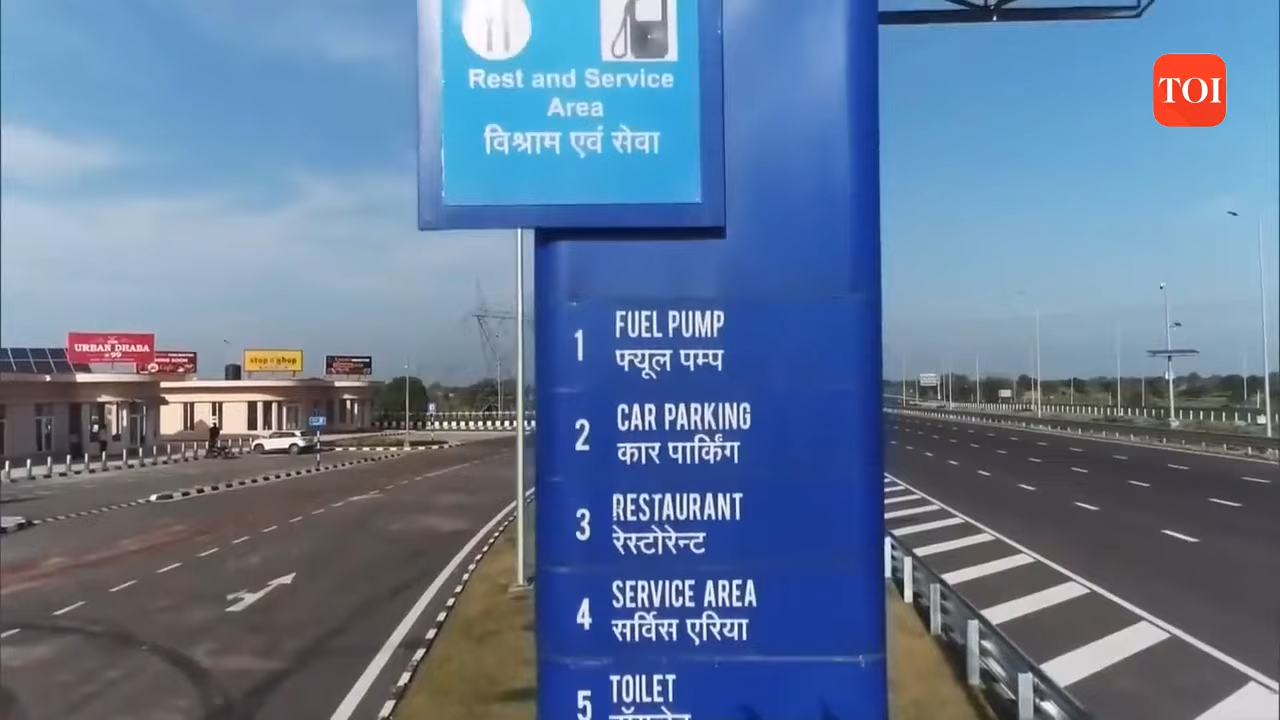 Rest and Service
Area
विश्राम एवं सेवा
TOI
1 FUEL PUMP
फ्यूल पम्प
2 CAR PARKING
कार पार्किंग
3 RESTAURANT
रेस्टोरेन्ट
4 SERVICE AREA
सर्विस एरिया
5 TOILET
URBAN DHABA
99
stop n shop